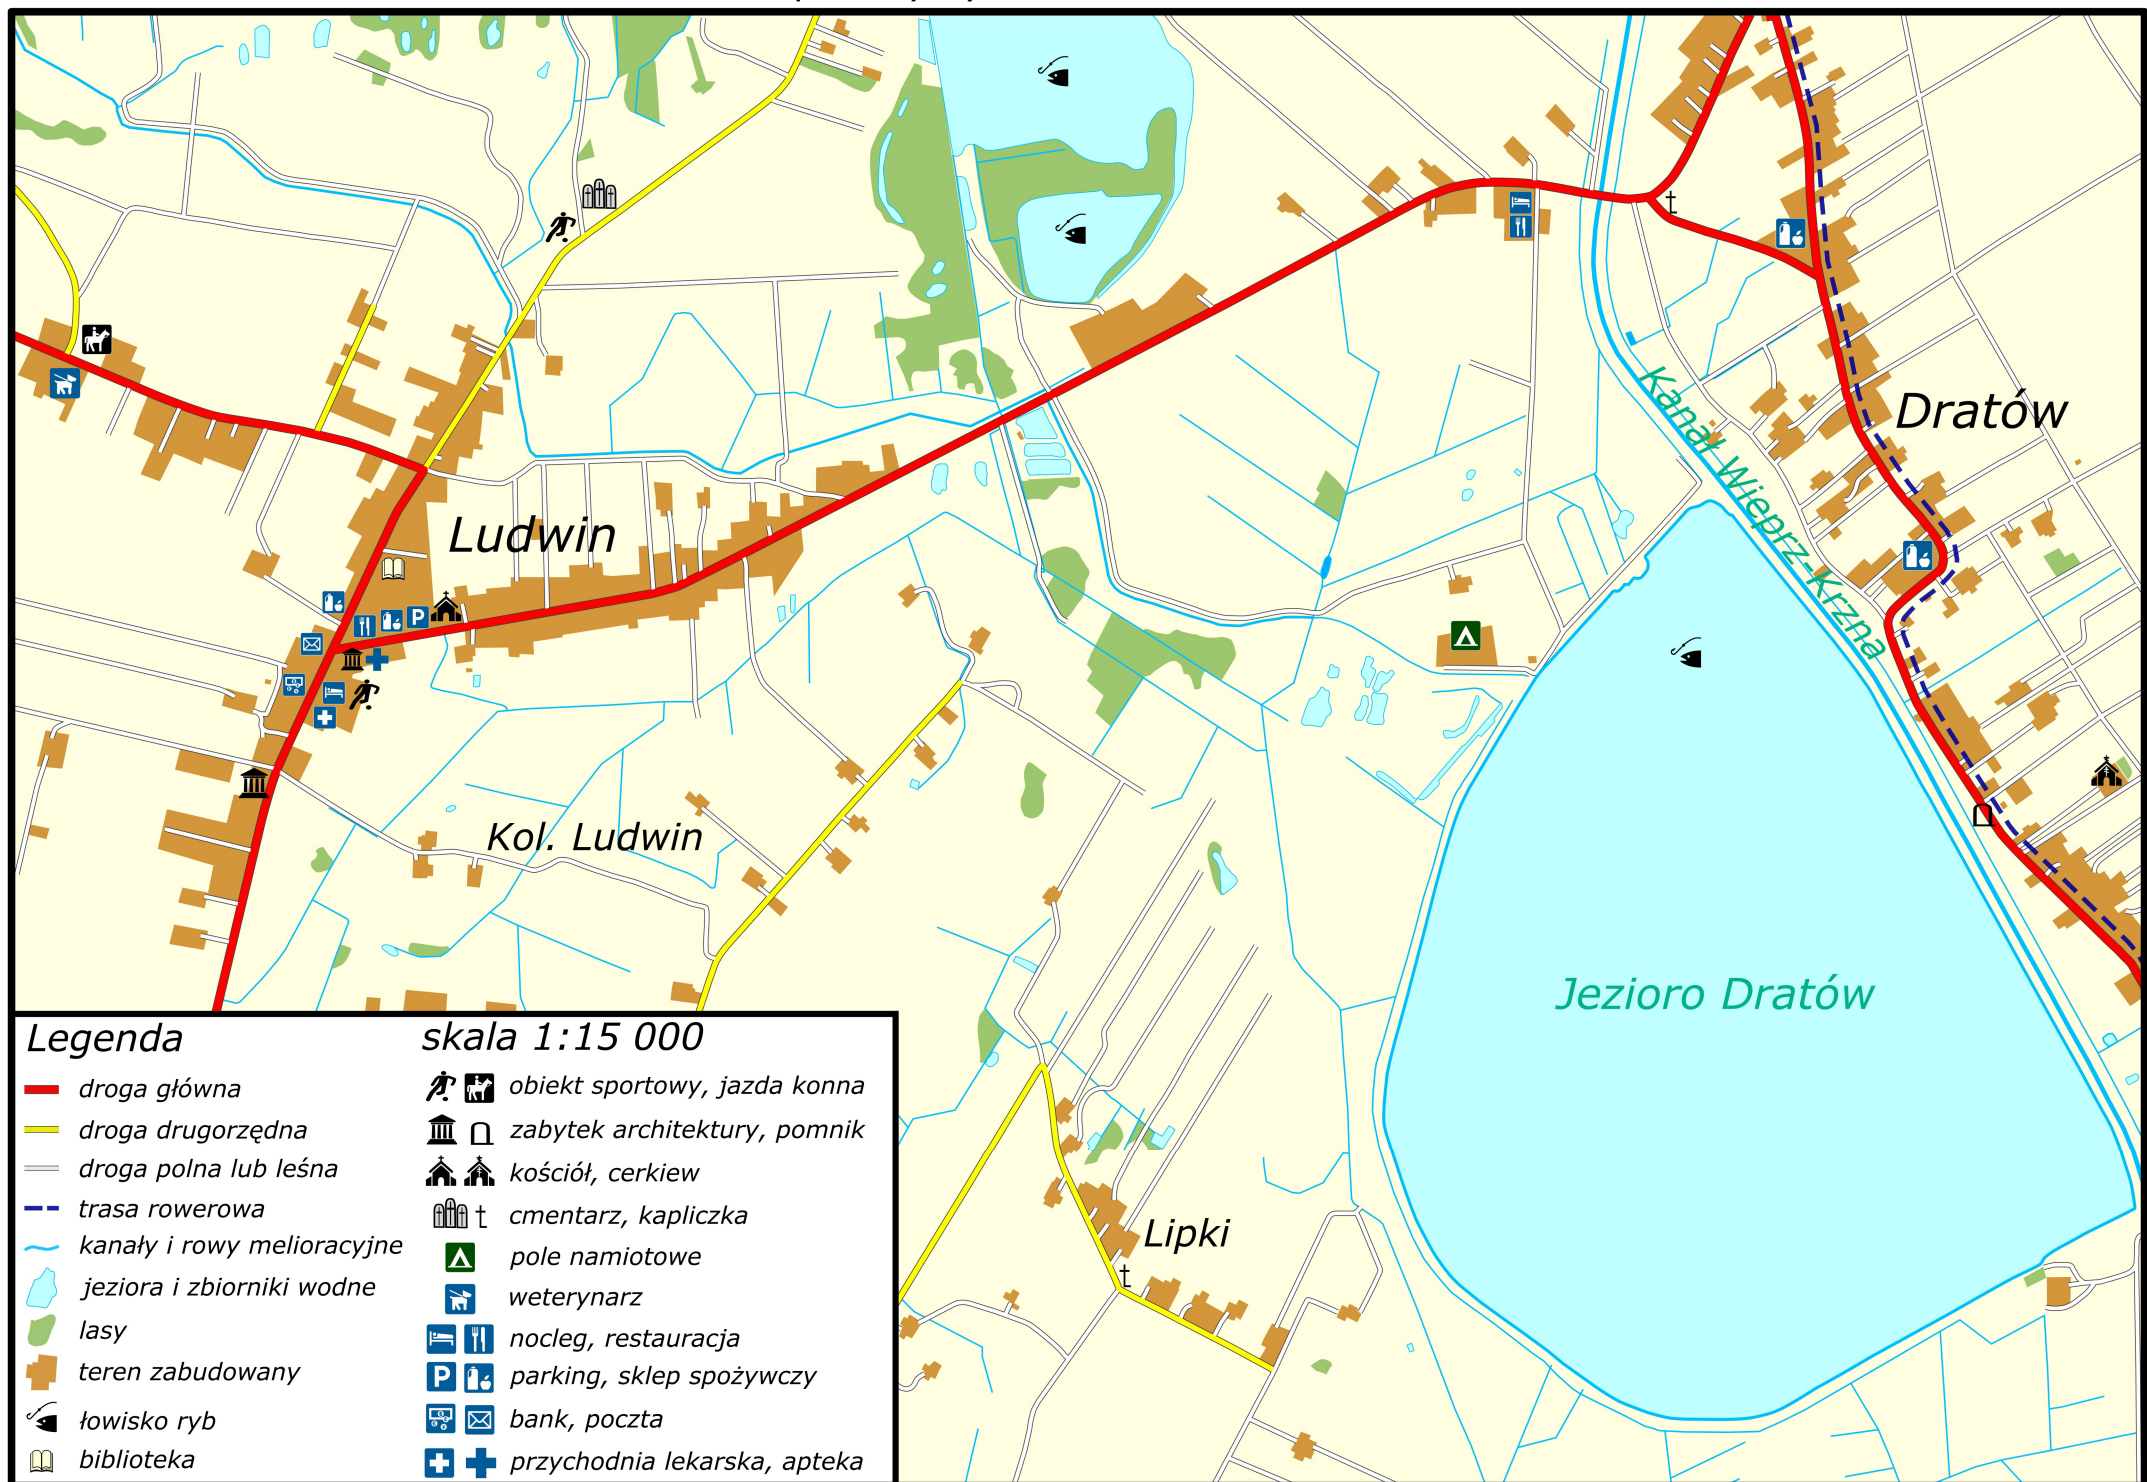 Dratów
Kanał Wieprz-Krzna
Ludwin
P
Kol. Ludwin
Jezioro Dratów
Lipki
Legenda
droga główna
droga drugorzędna
droga polna lub leśna
trasa rowerowa
kanały i rowy melioracyjne
jeziora i zbiorniki wodne
lasy
teren zabudowany
łowisko ryb
biblioteka
skala 1:15 000
obiekt sportowy, jazda konna
zabytek architektury, pomnik
kościół, cerkiew
cmentarz, kapliczka
pole namiotowe
weterynarz
nocleg, restauracja
P parking, sklep spożywczy
bank, poczta
przychodnia lekarska, apteka